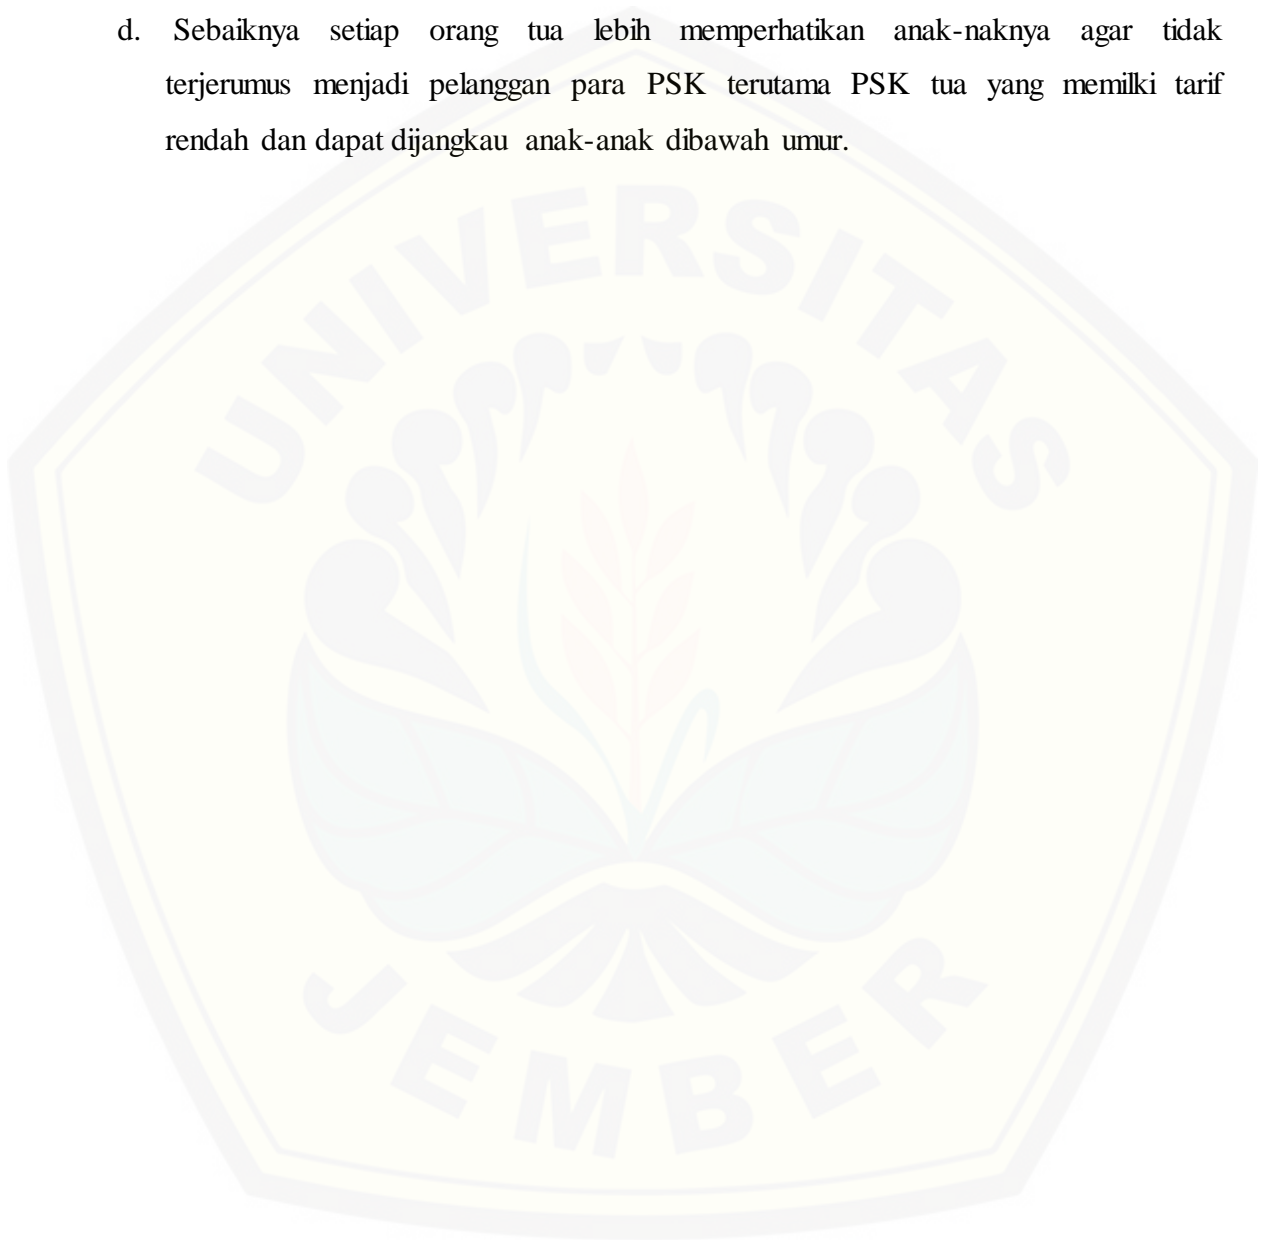 d. Sebaiknya setiap orang tua lebih memperhatikan anak-naknya agar tidak
terjerumus menjadi pelanggan para PSK terutama PSK tua yang memilki tarif
rendah dan dapat dijangkau anak-anak dibawah umur.
UNIVERSITAS
JEMBER